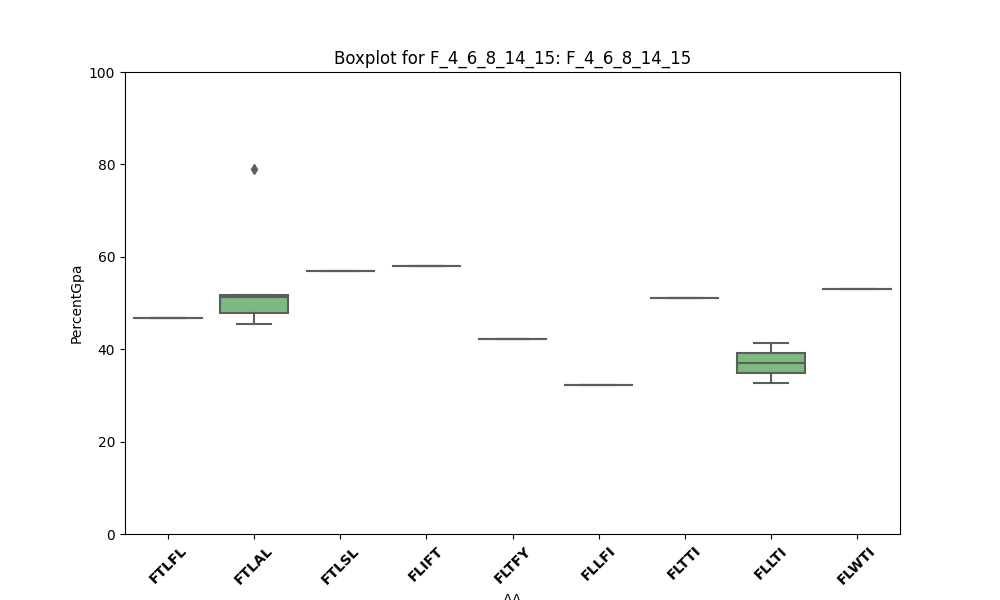 Boxplot for F_4_6_8_14_15: F_4_6_8_14_15
100
80
60
40
20
0
PercentGpa
FTLFL
FTLAL
FTLSL
FLIFT
FLTFY
FLLFI
FLTTI
FLLTI
FLWTI